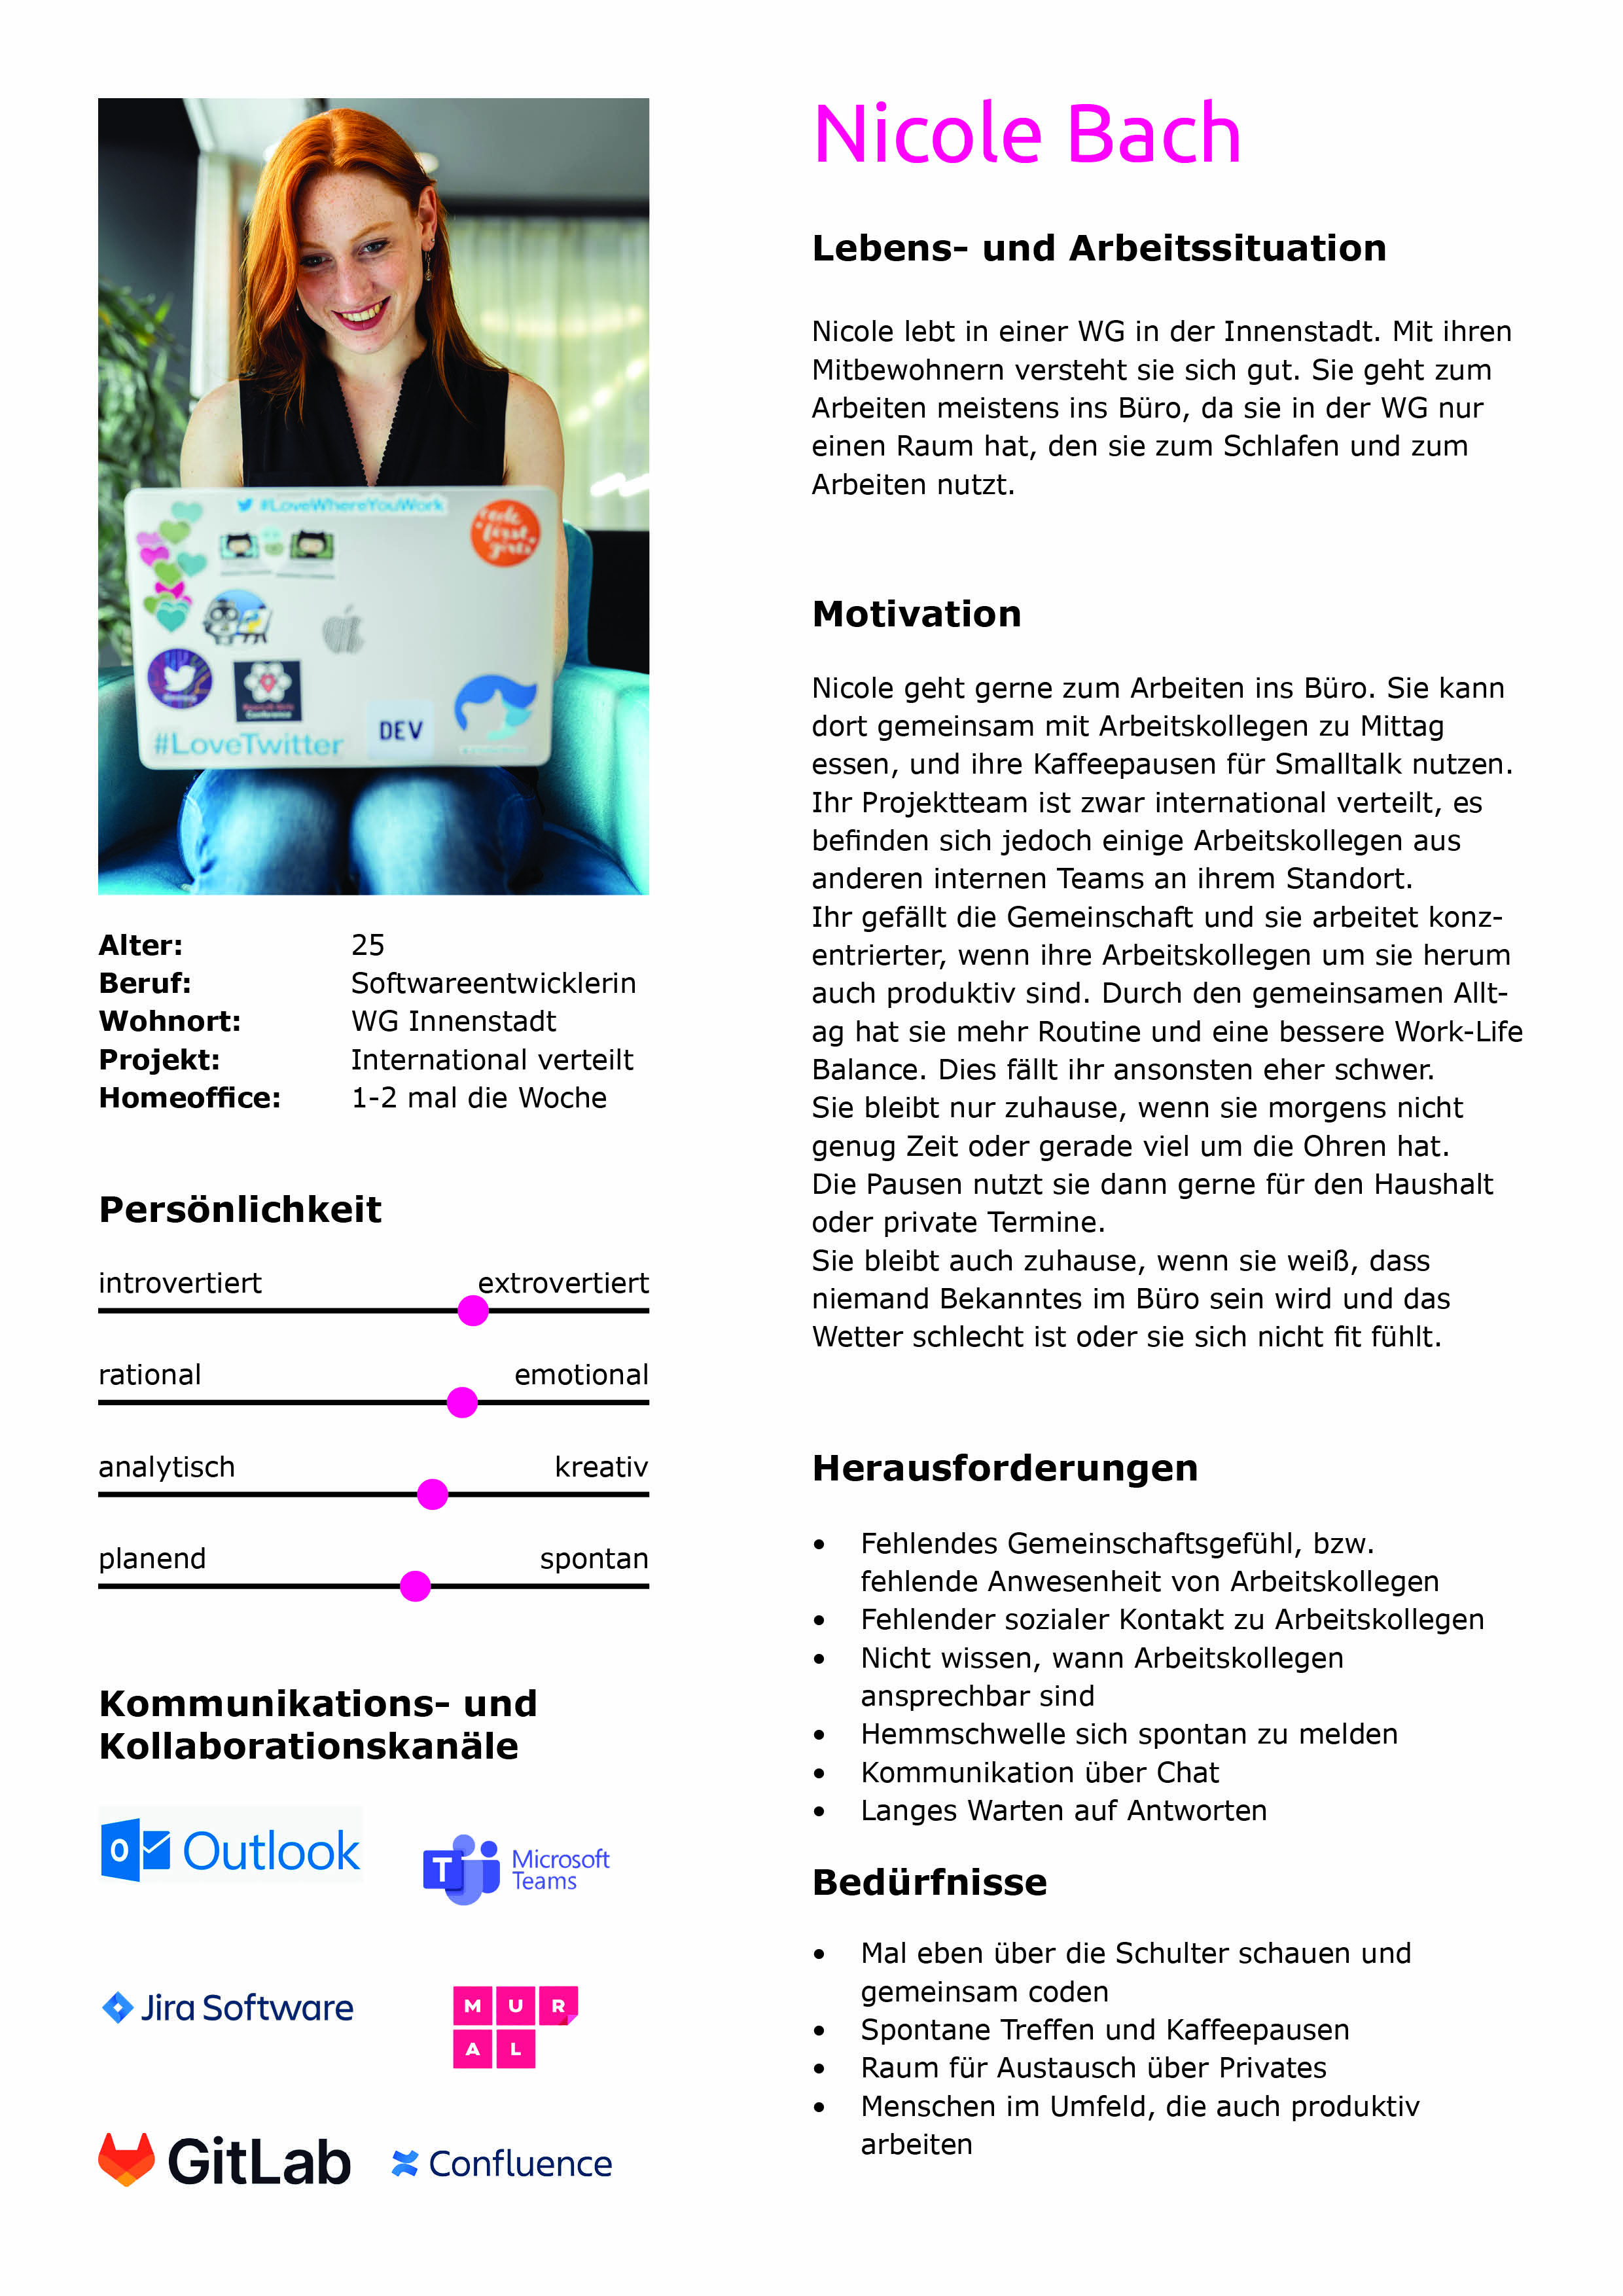 Nicole Bach
#LoveWhereYouWork
code
first
girls
DEV
#LoveTwitter
Alter: 25
Beruf: Softwareentwicklerin
Wohnort: WG Innenstadt
Projekt: International verteilt
Homeoffice: 1-2 mal die Woche
Persönlichkeit
introvertiert extrovertiert
rational emotional
analytisch kreativ
planend spontan
Kommunikations- und
Kollaborationskanäle
Outlook
T Microsoft
Teams
Jira Software
M U R
A L
GitLab
Confluence
Lebens- und Arbeitssituation
Nicole lebt in einer WG in der Innenstadt. Mit ihren
Mitbewohnern versteht sie sich gut. Sie geht zum
Arbeiten meistens ins Büro, da sie in der WG nur
einen Raum hat, den sie zum Schlafen und zum
Arbeiten nutzt.
Motivation
Nicole geht gerne zum Arbeiten ins Büro. Sie kann
dort gemeinsam mit Arbeitskollegen zu Mittag
essen, und ihre Kaffeepausen für Smalltalk nutzen.
Ihr Projektteam ist zwar international verteilt, es
befinden sich jedoch einige Arbeitskollegen aus
anderen internen Teams an ihrem Standort.
Ihr gefällt die Gemeinschaft und sie arbeitet konz-
entrierter, wenn ihre Arbeitskollegen um sie herum
auch produktiv sind. Durch den gemeinsamen Allt-
ag hat sie mehr Routine und eine bessere Work-Life
Balance. Dies fällt ihr ansonsten eher schwer.
Sie bleibt nur zuhause, wenn sie morgens nicht
genug Zeit oder gerade viel um die Ohren hat.
Die Pausen nutzt sie dann gerne für den Haushalt
oder private Termine.
Sie bleibt auch zuhause, wenn sie weiß, dass
niemand Bekanntes im Büro sein wird und das
Wetter schlecht ist oder sie sich nicht fit fühlt.
Herausforderungen
• Fehlendes Gemeinschaftsgefühl, bzw.
fehlende Anwesenheit von Arbeitskollegen
• Fehlender sozialer Kontakt zu Arbeitskollegen
• Nicht wissen, wann Arbeitskollegen
ansprechbar sind
• Hemmschwelle sich spontan zu melden
• Kommunikation über Chat
• Langes Warten auf Antworten
Bedürfnisse
• Mal eben über die Schulter schauen und
gemeinsam coden
• Spontane Treffen und Kaffeepausen
• Raum für Austausch über Privates
• Menschen im Umfeld, die auch produktiv
arbeiten